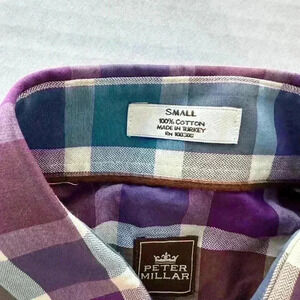 SMALL
100% COTTON
MADE IN TURKEY
PETER
MILLAR